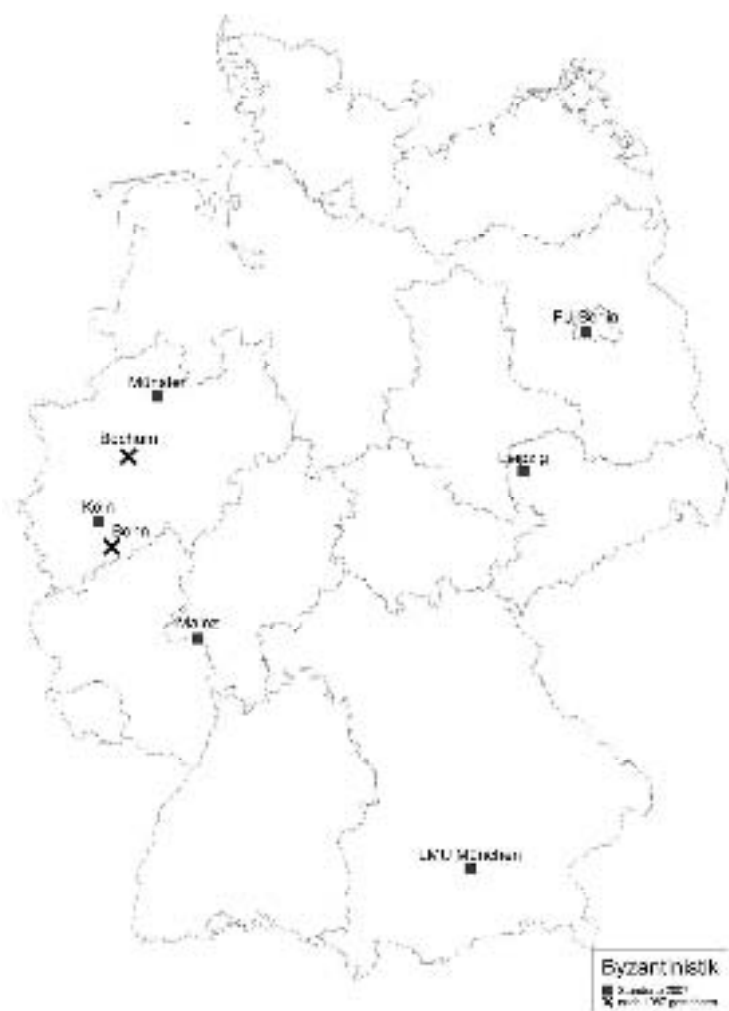 FU Berlin
Münster
Bochum
Leipzig
Köln
Bonn
Mainz
LMU München
Byzantinistik